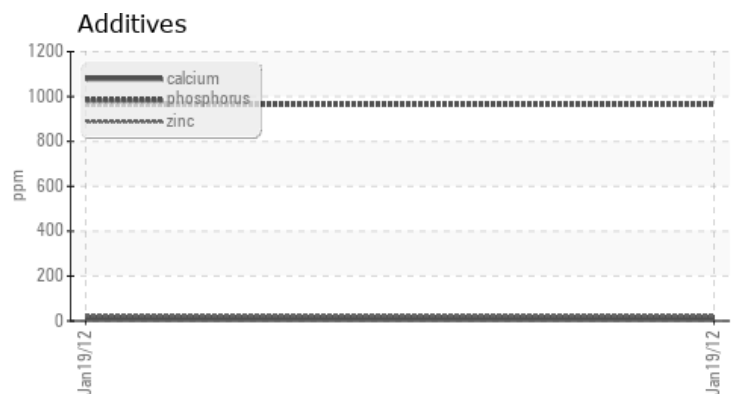 Additives
1200
1000
800
600
400
200
0
ppm
calcium
phosphorus
zinc
Jan19/12
Jan19/12